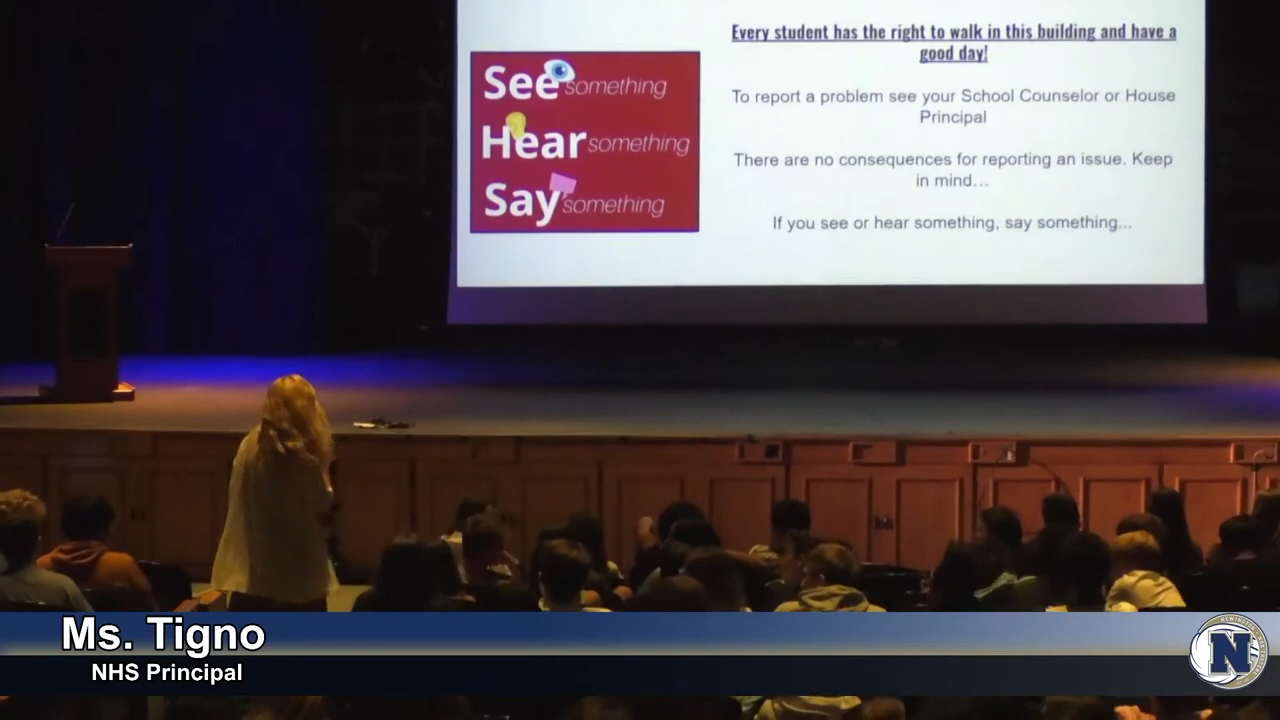 Every student has the right to walk in this building and have a
good day!
See something
Hear something
Say something
To report a problem see your School Counselor or House
Principal
There are no consequences for reporting an issue. Keep
in mind...
If you see or hear something, say something...
Ms. Tigno
NHS Principal
N